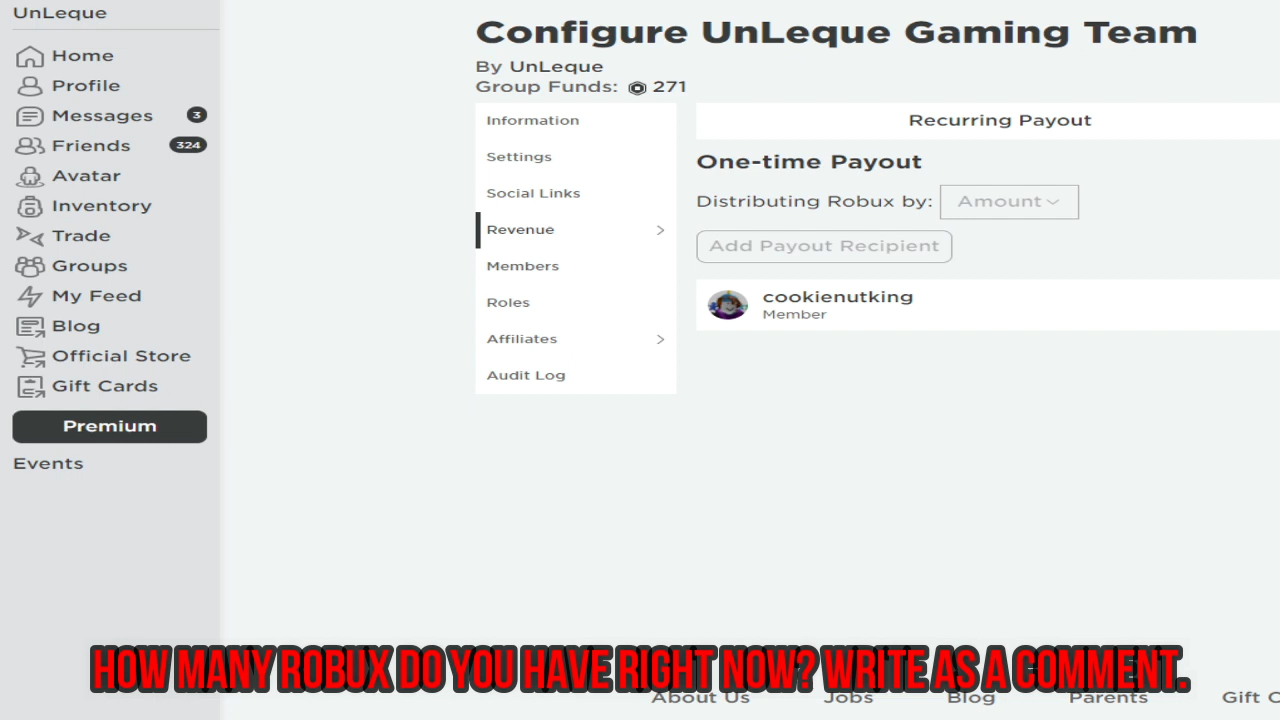 UnLeque
Home
Profile
Messages 3
Friends 324
Avatar
Inventory
Trade
Groups
My Feed
Blog
Official Store
Gift Cards
Premium
Events
Configure UnLeque Gaming Team
By UnLeque
Group Funds: 271
Information
Settings
Social Links
Revenue
Members
Roles
Affiliates
Audit Log
Recurring Payout
One-time Payout
Distributing Robux by: Amount
Add Payout Recipient
cookienutking
Member
HOW MANY ROBUX DO YOU HAVE RIGHT NOW? WRITE AS A COMMENT.
About Us Jobs Blog Parents Gift C